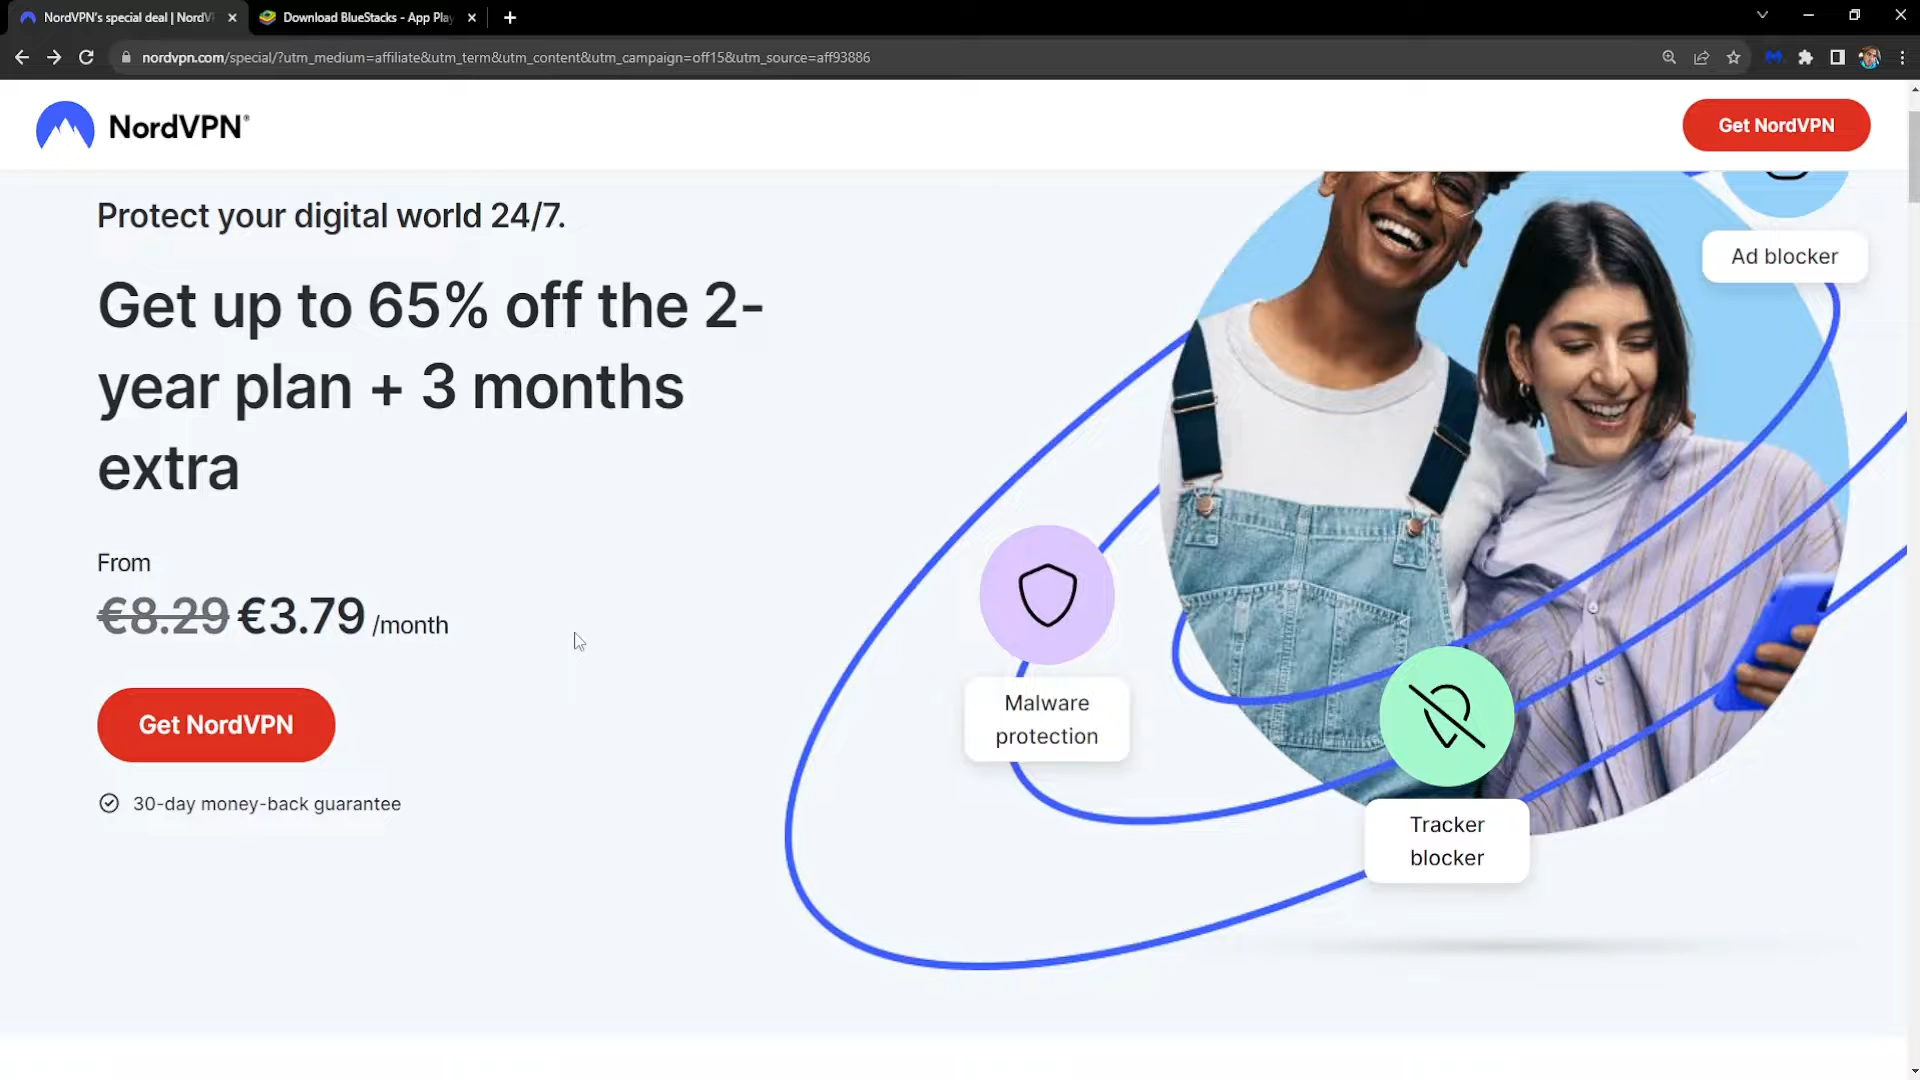 NordVPN's special deal | NordV
Download BlueStacks - App Play
nordvpn.com/special/?utm_medium=affiliate&utm_term&utm_content&utm_campaign=off15&utm_source=aff93886
NordVPN®
Get NordVPN
Protect your digital world 24/7.
Get up to 65% off the 2-
year plan + 3 months
extra
From
€8.29 €3.79 /month
Get NordVPN
30-day money-back guarantee
Ad blocker
Malware
protection
Tracker
blocker